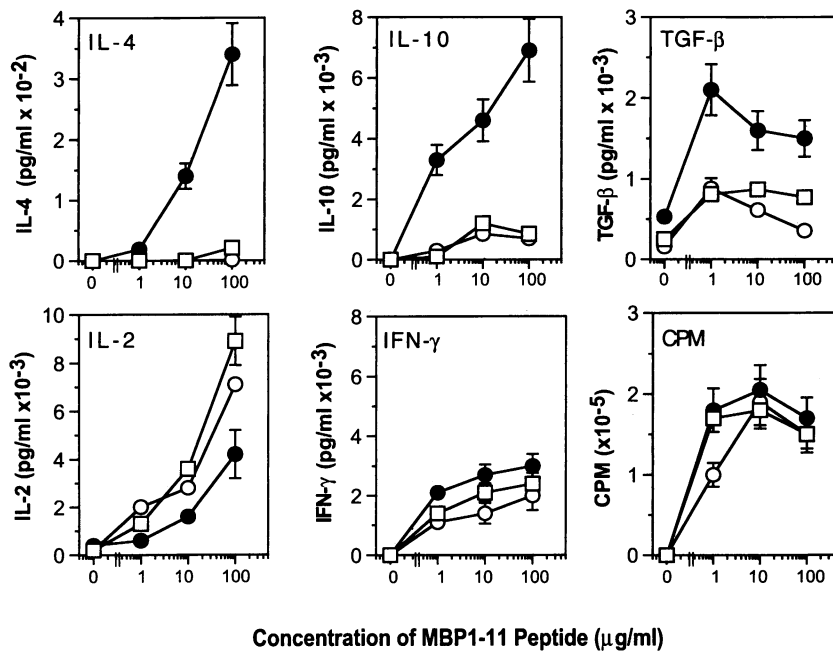 IL-4
IL-4 (pg/ml x 10-2)
4
3
2
1
0
0 1 10 100
IL-10
IL-10 (pg/ml x 10-3)
8
6
4
2
0
0 1 10 100
TGF-β
TGF-β (pg/ml x 10-3)
3
2
1
0
0 1 10 100
IL-2
IL-2 (pg/ml x10-3)
10
8
6
4
2
0
0 1 10 100
IFN-γ
IFN-γ (pg/ml x10-3)
8
6
4
2
0
0 1 10 100
CPM
CPM (x10-5)
3
2
1
0
0 1 10 100
Concentration of MBP1-11 Peptide (μg/ml)